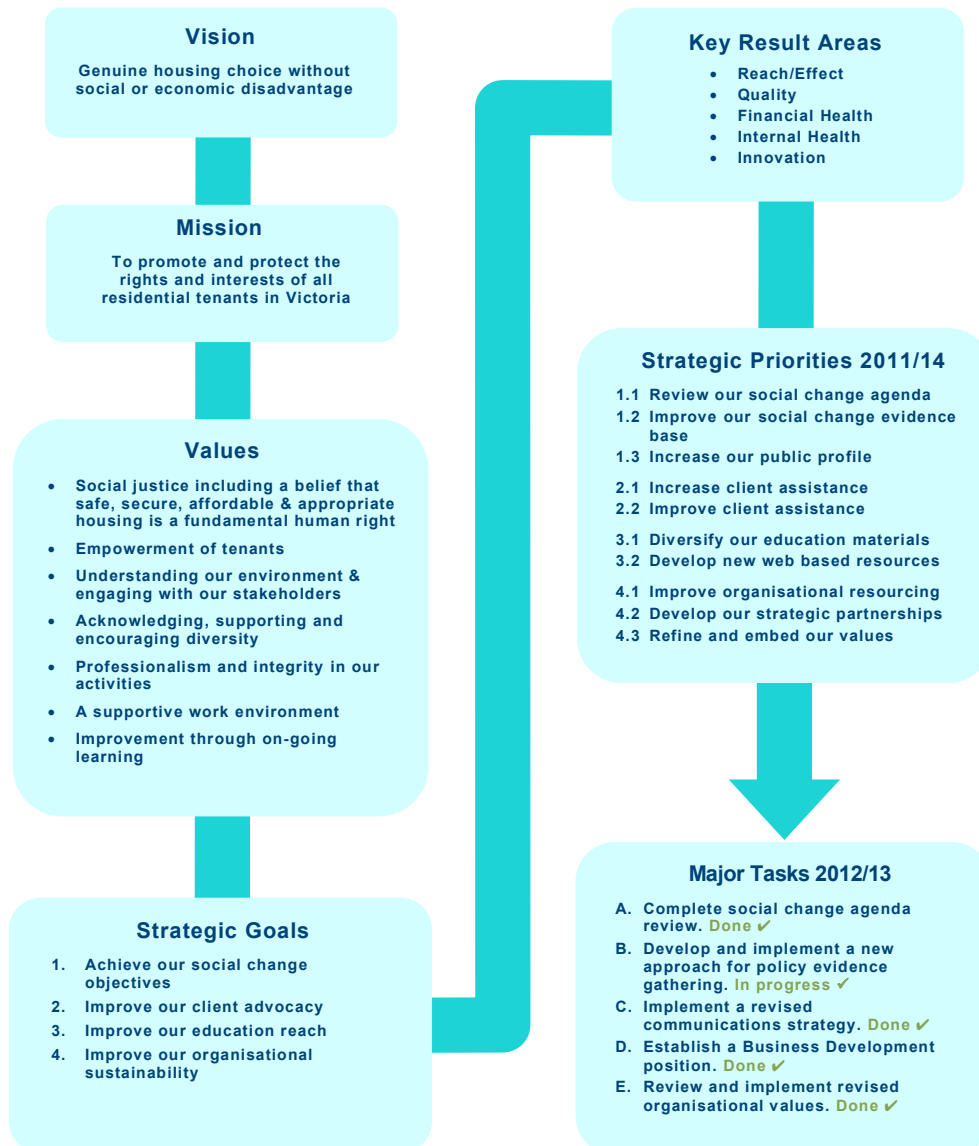 Vision
Genuine housing choice without
social or economic disadvantage
Mission
To promote and protect the
rights and interests of all
residential tenants in Victoria
Values
• Social justice including a belief that
safe, secure, affordable & appropriate
housing is a fundamental human right
• Empowerment of tenants
• Understanding our environment &
engaging with our stakeholders
• Acknowledging, supporting and
encouraging diversity
• Professionalism and integrity in our
activities
• A supportive work environment
• Improvement through on-going
learning
Strategic Goals
1. Achieve our social change
objectives
2. Improve our client advocacy
3. Improve our education reach
4. Improve our organisational
sustainability
Key Result Areas
• Reach/Effect
• Quality
• Financial Health
• Internal Health
• Innovation
Strategic Priorities 2011/14
1.1 Review our social change agenda
1.2 Improve our social change evidence
base
1.3 Increase our public profile
2.1 Increase client assistance
2.2 Improve client assistance
3.1 Diversify our education materials
3.2 Develop new web based resources
4.1 Improve organisational resourcing
4.2 Develop our strategic partnerships
4.3 Refine and embed our values
Major Tasks 2012/13
A. Complete social change agenda
review. Done ✔
B. Develop and implement a new
approach for policy evidence
gathering. In progress ✓
C. Implement a revised
communications strategy. Done ✔
D. Establish a Business Development
position. Done ✔
E. Review and implement revised
organisational values. Done ✔